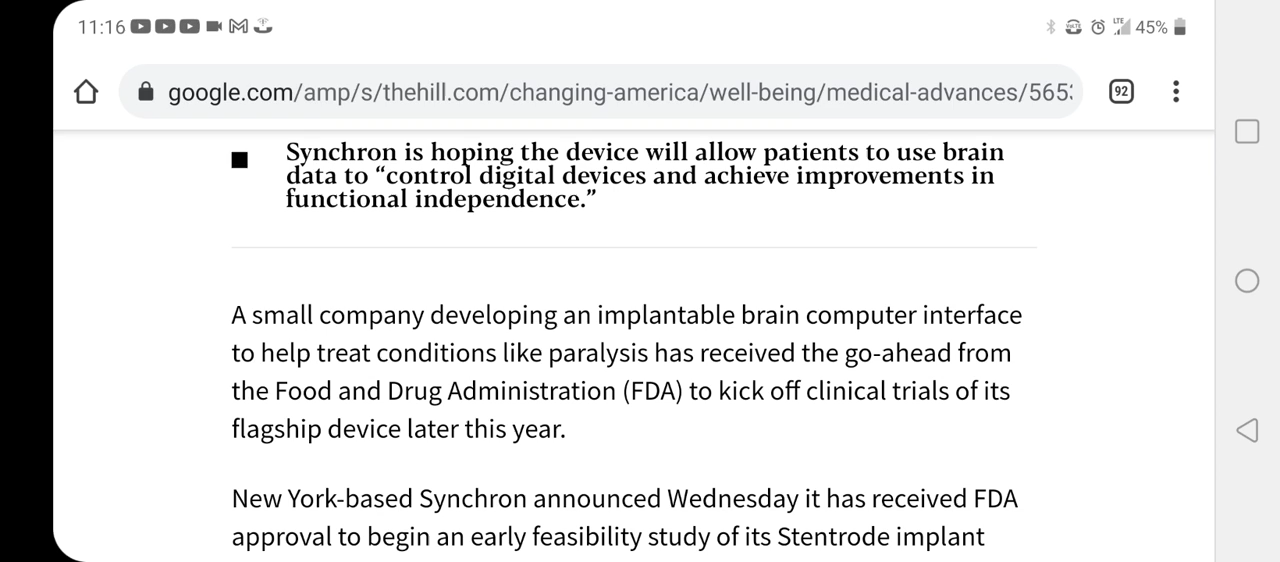 11:16
LTE 45%
google.com/amp/s/thehill.com/changing-america/well-being/medical-advances/565
92
Synchron is hoping the device will allow patients to use brain
data to “control digital devices and achieve improvements in
functional independence.”
A small company developing an implantable brain computer interface
to help treat conditions like paralysis has received the go-ahead from
the Food and Drug Administration (FDA) to kick off clinical trials of its
flagship device later this year.
New York-based Synchron announced Wednesday it has received FDA
approval to begin an early feasibility study of its Stentrode implant